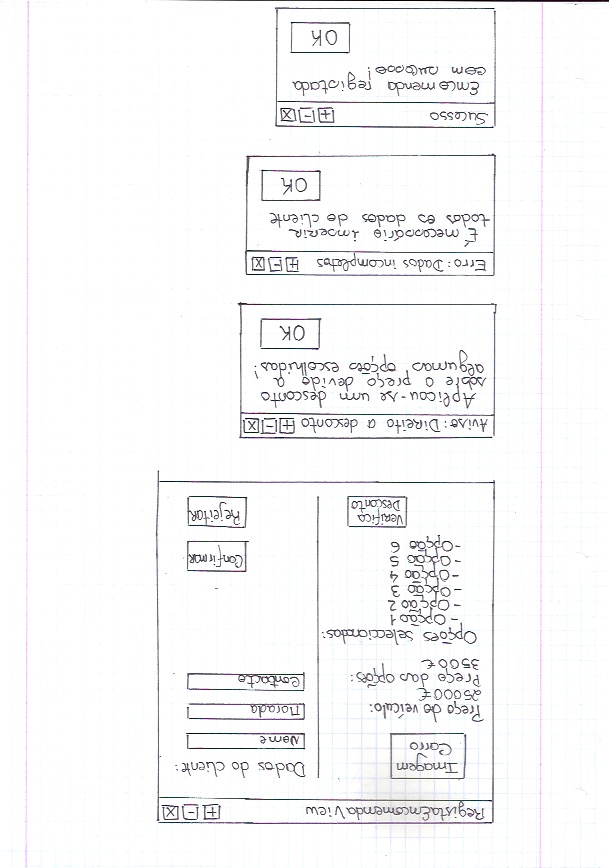 RegistaEncomendaView + - X
Imagem
Carro
Preço do veículo:
25000 €
Preço das opções:
3500 €
Opções seleccionadas:
- Opção 1
- Opção 2
- Opção 3
- Opção 4
- Opção 5
- Opção 6
Verifica
Desconto
Dados do cliente:
Nome
Morada
Contacto
Confirmar
Rejeitar
Aviso: Direito a desconto + - X
Aplicou-se um desconto
sobre o preço devido a
algumas opções escolhidas!
OK
Erro: Dados incompletos + - X
É necessário inserir
todos os dados de cliente
OK
Sucesso + - X
Encomenda registada
com sucesso!
OK